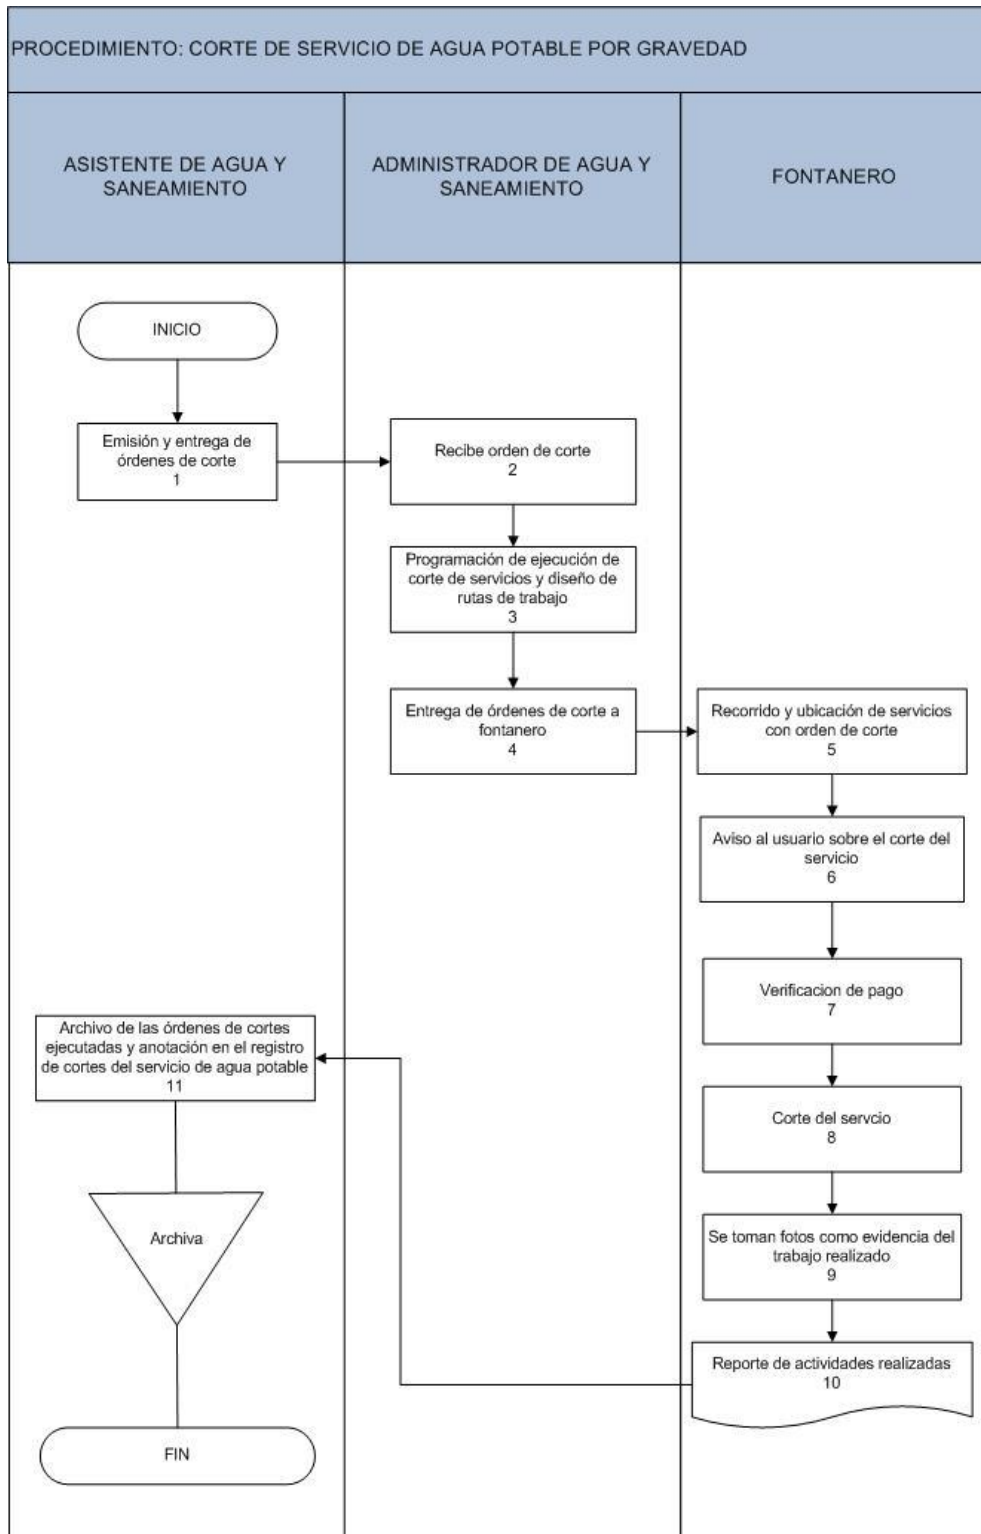 PROCEDIMIENTO: CORTE DE SERVICIO DE AGUA POTABLE POR GRAVEDAD
ASISTENTE DE AGUA Y
SANEAMIENTO
ADMINISTRADOR DE AGUA Y
SANEAMIENTO
FONTANERO
INICIO
Emisión y entrega de
órdenes de corte
1
Recibe orden de corte
2
Programación de ejecución de
corte de servicios y diseño de
rutas de trabajo
3
Entrega de órdenes de corte a
fontanero
4
Recorrido y ubicación de servicios
con orden de corte
5
Aviso al usuario sobre el corte del
servicio
6
Verificacion de pago
7
Corte del servcio
8
Se toman fotos como evidencia del
trabajo realizado
9
Reporte de actividades realizadas
10
Archivo de las órdenes de cortes
ejecutadas y anotación en el registro
de cortes del servicio de agua potable
11
Archiva
FIN